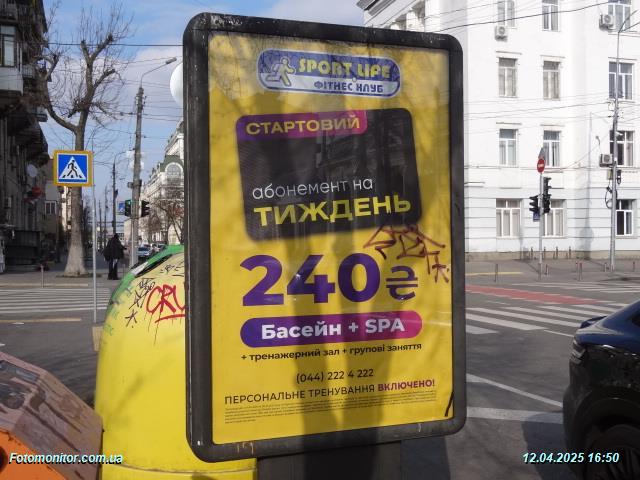 SPORT LIFE
ФІТНЕС КЛУБ
СТАРТОВИЙ
абонемент на
ТИЖДЕНЬ
240₴
Басейн + SPA
+ тренажерний зал + групові заняття
(044) 222 4 222
ПЕРСОНАЛЬНЕ ТРЕНУВАННЯ ВКЛЮЧЕНО!
Fotomonitor.com.ua
12.04.2025 16:50